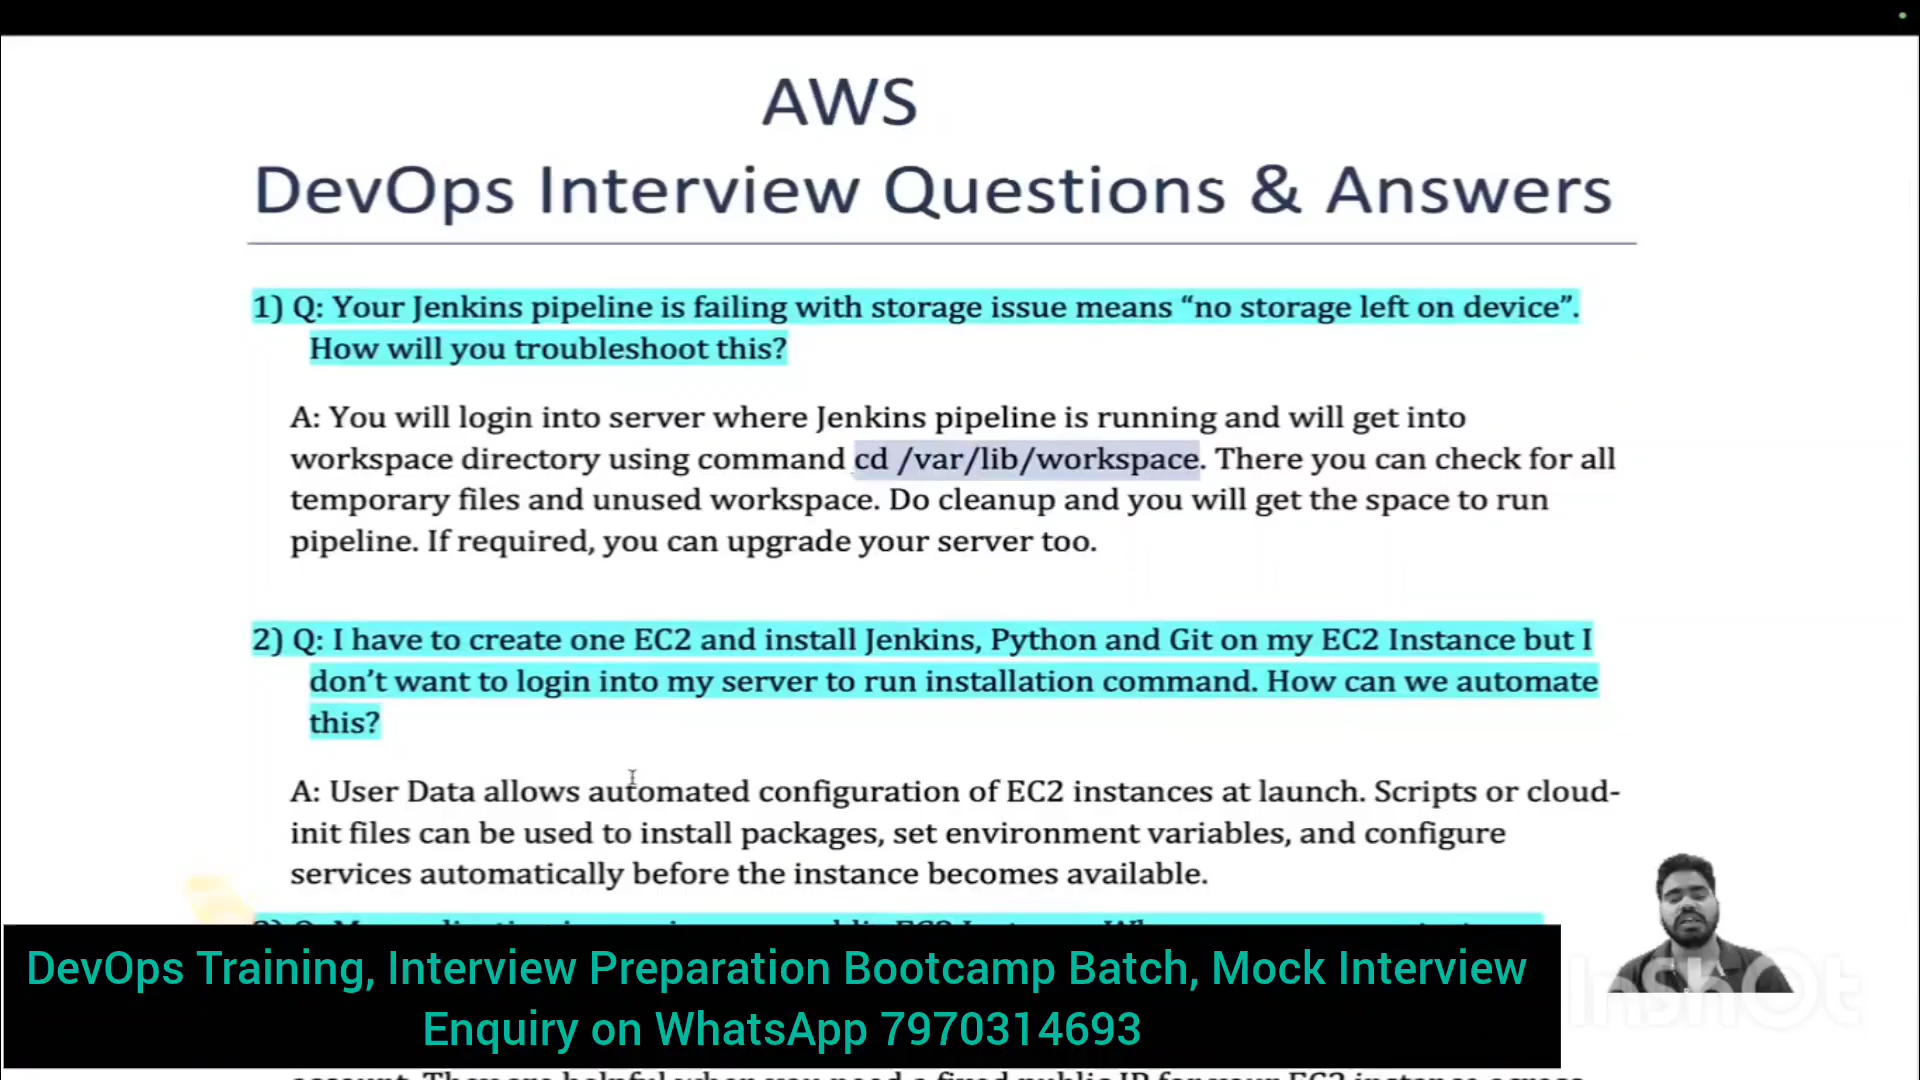 AWS
DevOps Interview Questions & Answers
1) Q: Your Jenkins pipeline is failing with storage issue means “no storage left on device”.
How will you troubleshoot this?
A: You will login into server where Jenkins pipeline is running and will get into
workspace directory using command cd /var/lib/workspace. There you can check for all
temporary files and unused workspace. Do cleanup and you will get the space to run
pipeline. If required, you can upgrade your server too.
2) Q: I have to create one EC2 and install Jenkins, Python and Git on my EC2 Instance but I
don’t want to login into my server to run installation command. How can we automate
this?
A: User Data allows automated configuration of EC2 instances at launch. Scripts or cloud-
init files can be used to install packages, set environment variables, and configure
services automatically before the instance becomes available.
DevOps Training, Interview Preparation Bootcamp Batch, Mock Interview
Enquiry on WhatsApp 7970314693
InShOt